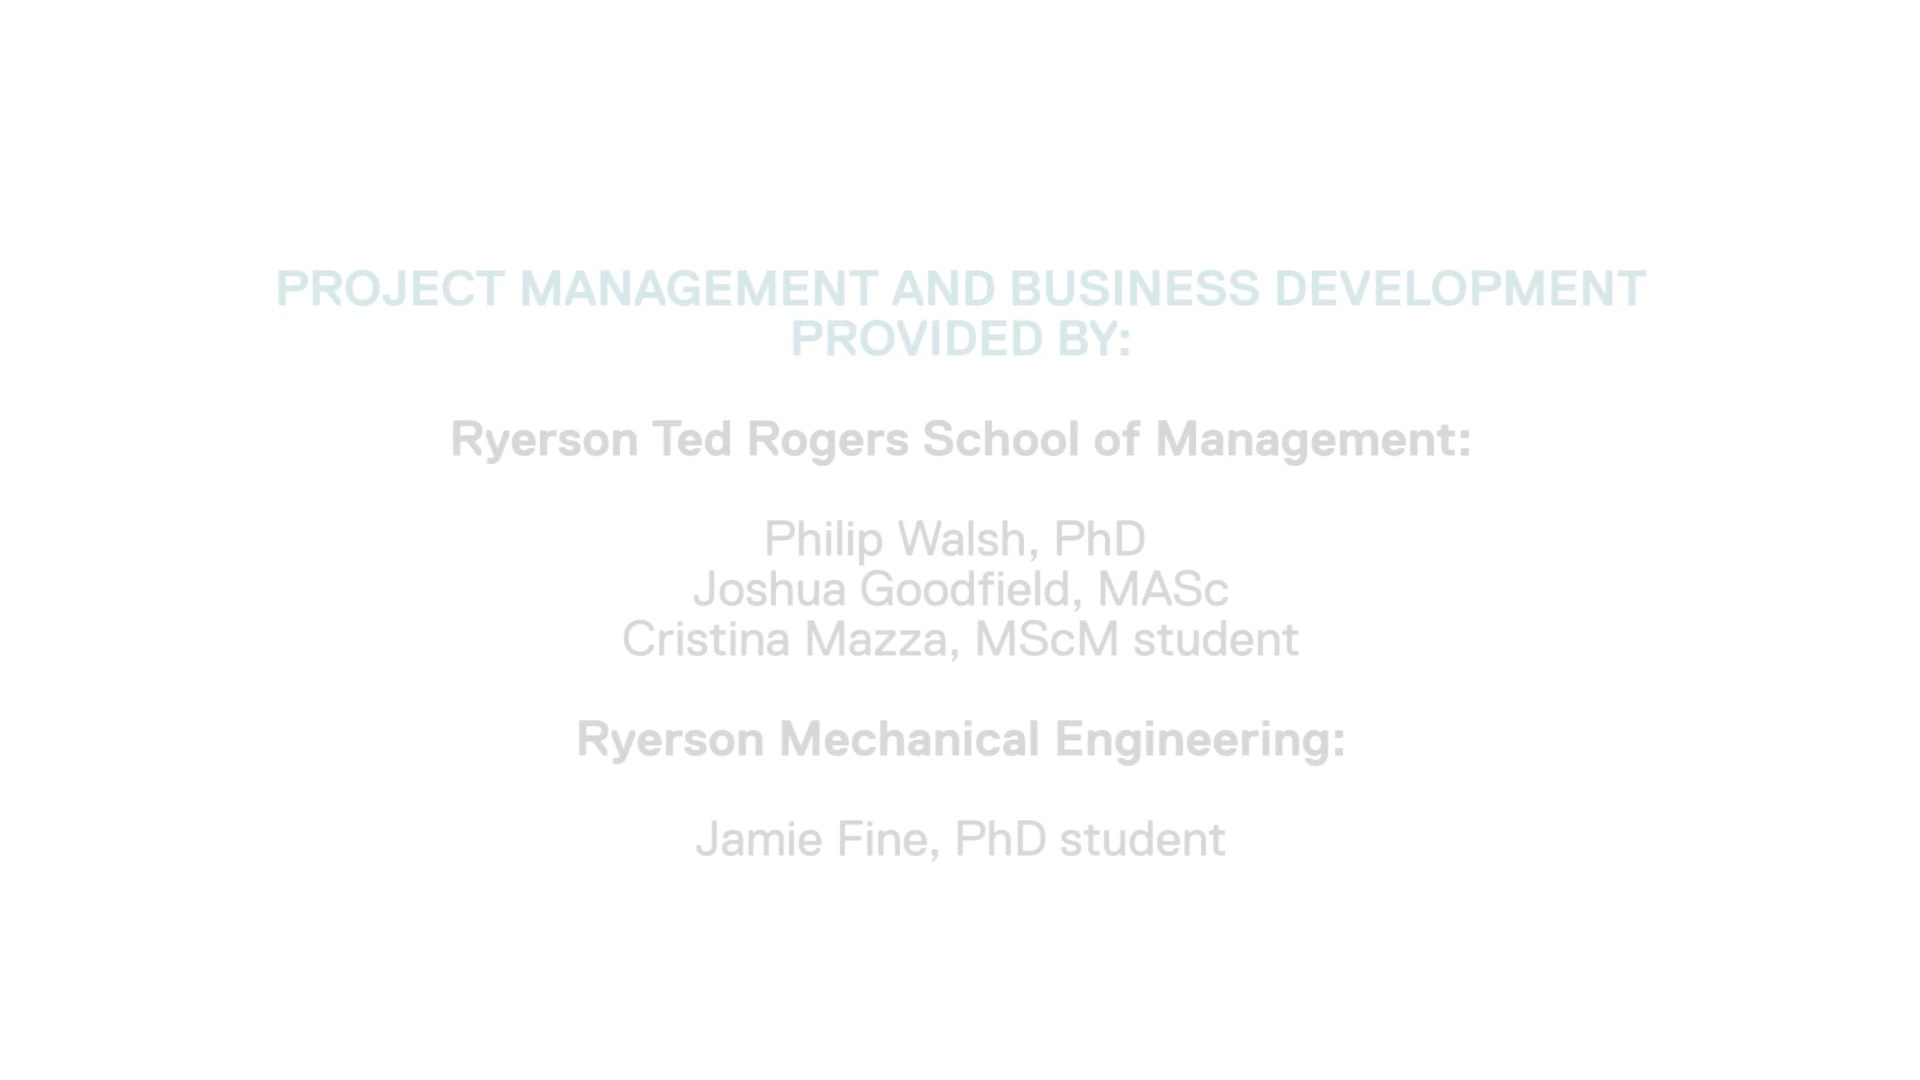 PROJECT MANAGEMENT AND BUSINESS DEVELOPMENT
PROVIDED BY:
Ryerson Ted Rogers School of Management:
Philip Walsh, PhD
Joshua Goodfield, MASc
Cristina Mazza, MScM student
Ryerson Mechanical Engineering:
Jamie Fine, PhD student